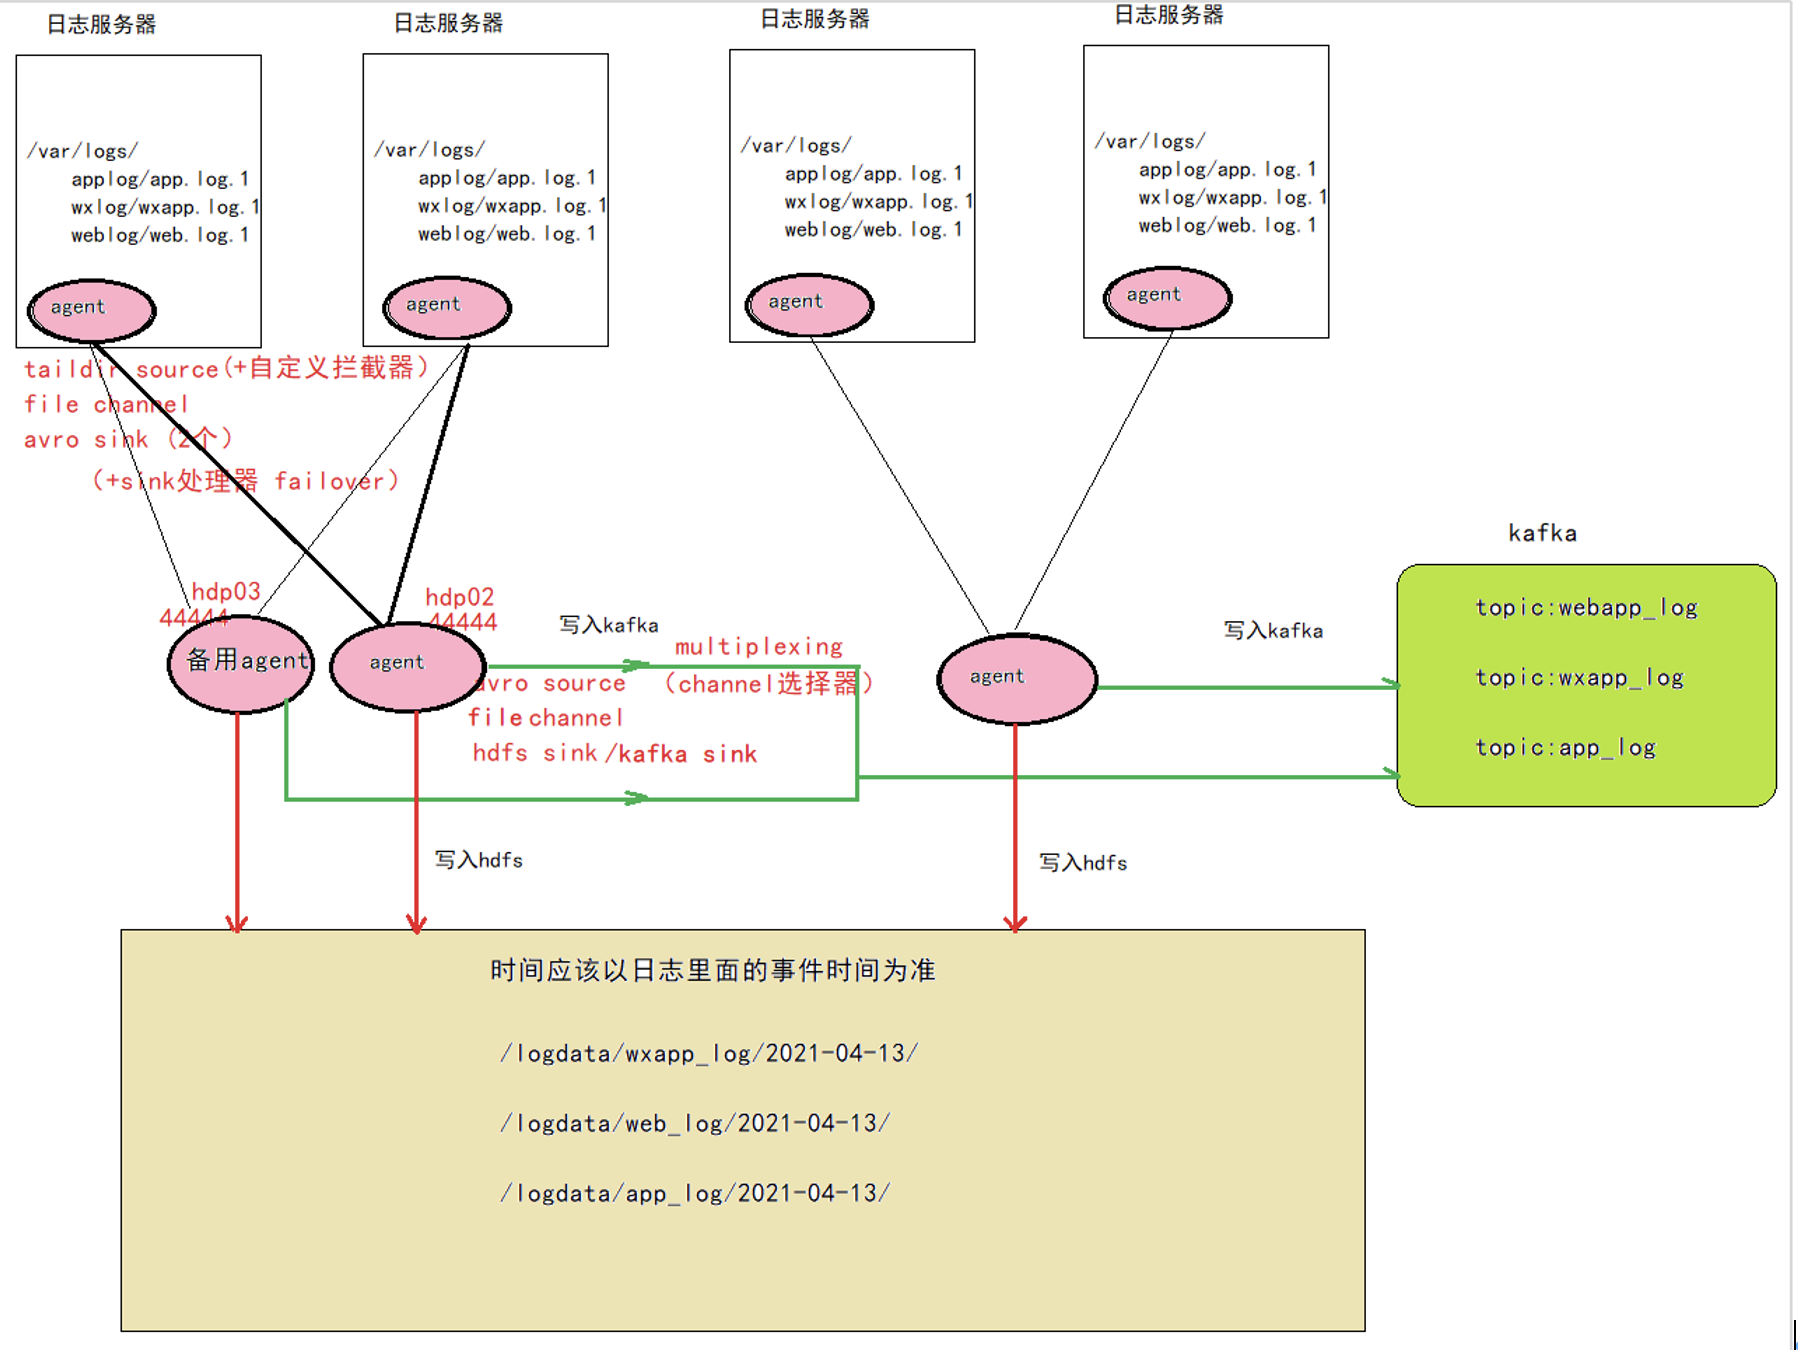 日志服务器
日志服务器
日志服务器
日志服务器
/var/logs/
applog/app.log.1
wxlog/wxapp.log.1
weblog/web.log.1
agent
/var/logs/
applog/app.log.1
wxlog/wxapp.log.1
weblog/web.log.1
agent
/var/logs/
applog/app.log.1
wxlog/wxapp.log.1
weblog/web.log.1
agent
/var/logs/
applog/app.log.1
wxlog/wxapp.log.1
weblog/web.log.1
agent
taildir source(+自定义拦截器)
file channel
avro sink (2个)
(+sink处理器 failover)
hdp03
44444
备用agent
hdp02
44444
agent
写入kafka
multiplexing
(channel选择器)
avro source
file channel
hdfs sink/kafka sink
agent
写入kafka
kafka
topic:webapp_log
topic:wxapp_log
topic:app_log
写入hdfs
写入hdfs
时间应该以日志里面的事件时间为准
/logdata/wxapp_log/2021-04-13/
/logdata/web_log/2021-04-13/
/logdata/app_log/2021-04-13/